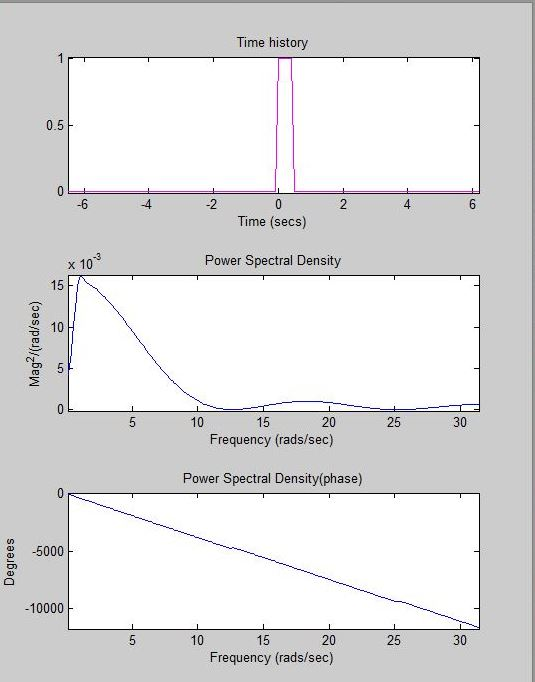 Time history
1
0.5
0
-6 -4 -2 0 2 4 6
Time (secs)
x 10^-3
Power Spectral Density
15
10
5
0
Mag^2/(rad/sec)
5 10 15 20 25 30
Frequency (rads/sec)
Power Spectral Density(phase)
0
-5000
-10000
Degrees
5 10 15 20 25 30
Frequency (rads/sec)